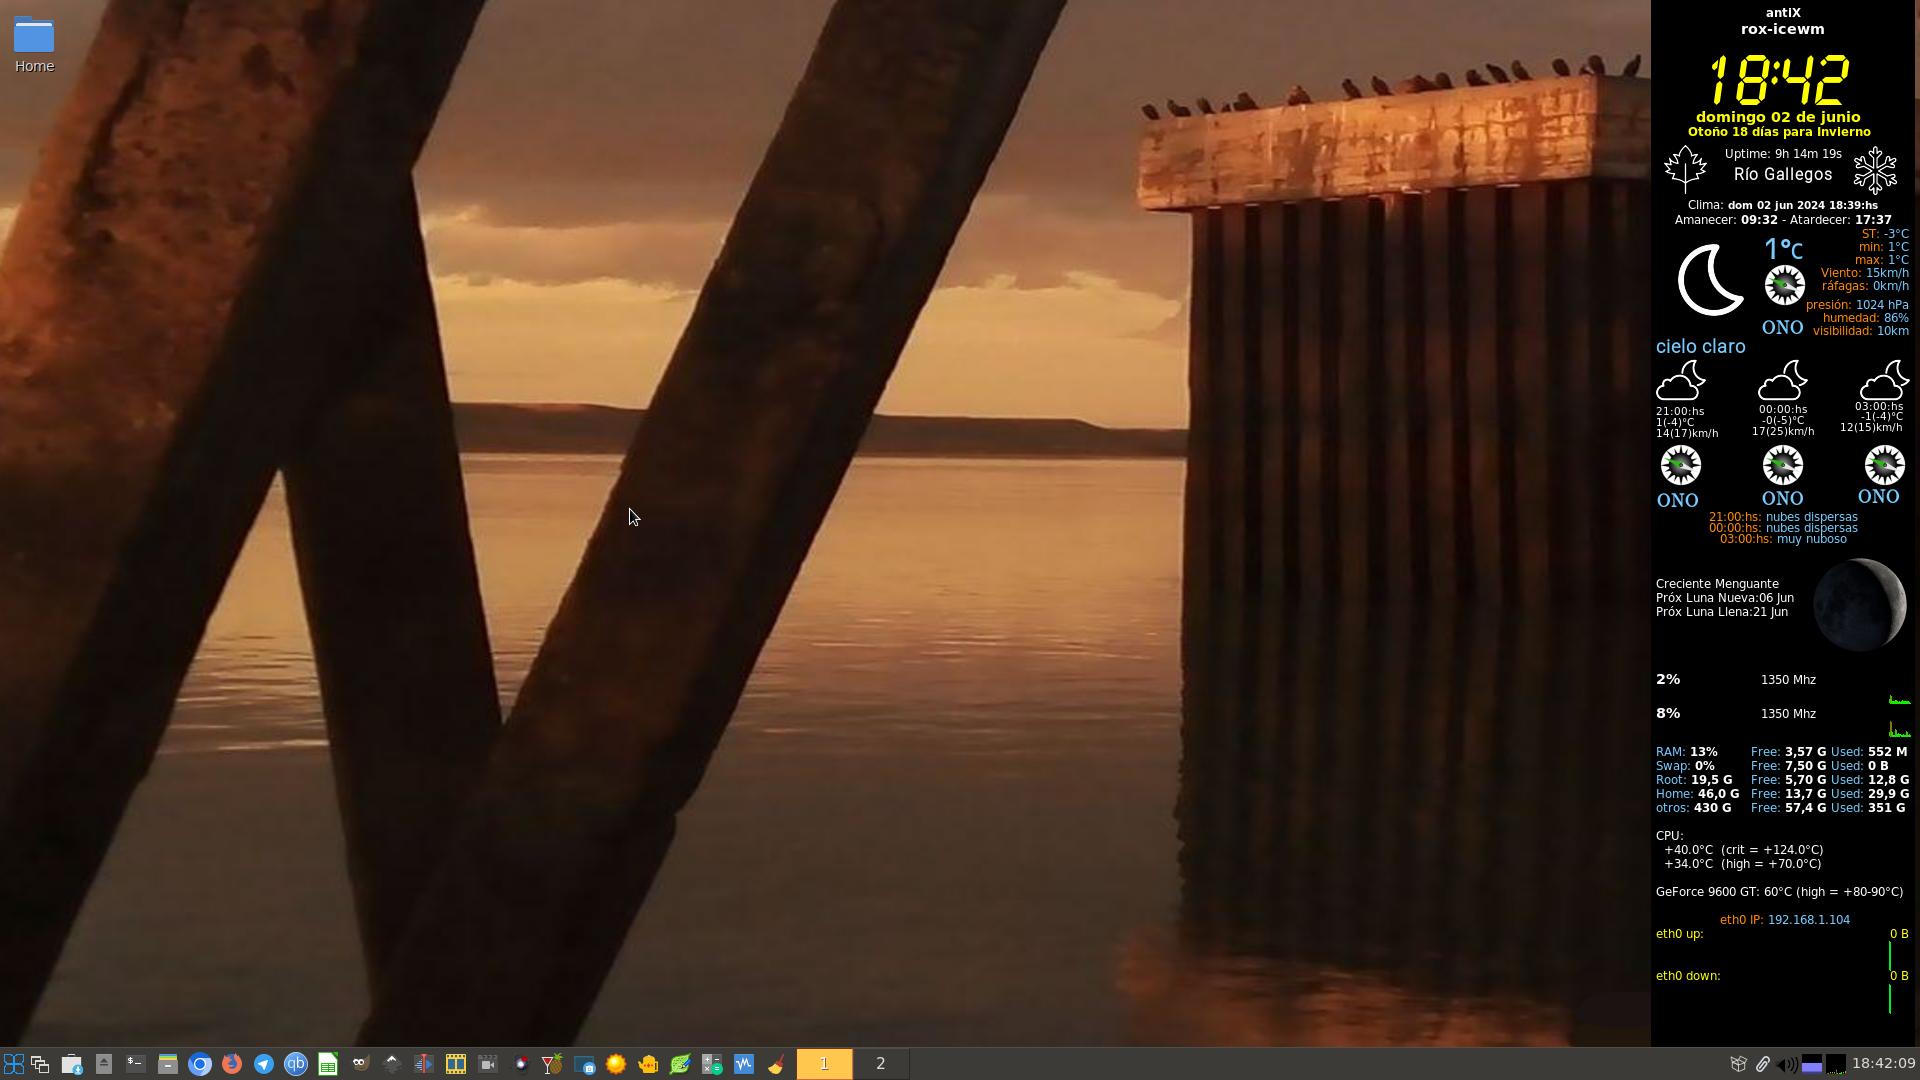 Home
antiX
rox-icewm
18:42
domingo 02 de junio
Otoño 18 días para Invierno
Uptime: 9h 14m 19s
Río Gallegos
Clima: dom 02 jun 2024 18:39:hs
Amanecer: 09:32 - Atardecer: 17:37
ST: -3°C
1°c
min: 1°C
max: 1°C
Viento: 15km/h
ráfagas: 0km/h
presión: 1024 hPa
humedad: 86%
ONO
visibilidad: 10km
cielo claro
21:00:hs 00:00:hs 03:00:hs
1(-4)°C -0(-5)°C -1(-4)°C
14(17)km/h 17(25)km/h 12(15)km/h
ONO ONO ONO
21:00:hs: nubes dispersas
00:00:hs: nubes dispersas
03:00:hs: muy nuboso
Creciente Menguante
Próx Luna Nueva:06 Jun
Próx Luna Llena:21 Jun
2% 1350 Mhz
8% 1350 Mhz
RAM: 13% Free: 3,57 G Used: 552 M
Swap: 0% Free: 7,50 G Used: 0 B
Root: 19,5 G Free: 5,70 G Used: 12,8 G
Home: 46,0 G Free: 13,7 G Used: 29,9 G
otros: 430 G Free: 57,4 G Used: 351 G
CPU:
+40.0°C (crit = +124.0°C)
+34.0°C (high = +70.0°C)
GeForce 9600 GT: 60°C (high = +80-90°C)
eth0 IP: 192.168.1.104
eth0 up: 0 B
eth0 down: 0 B
qb
1 2
18:42:09